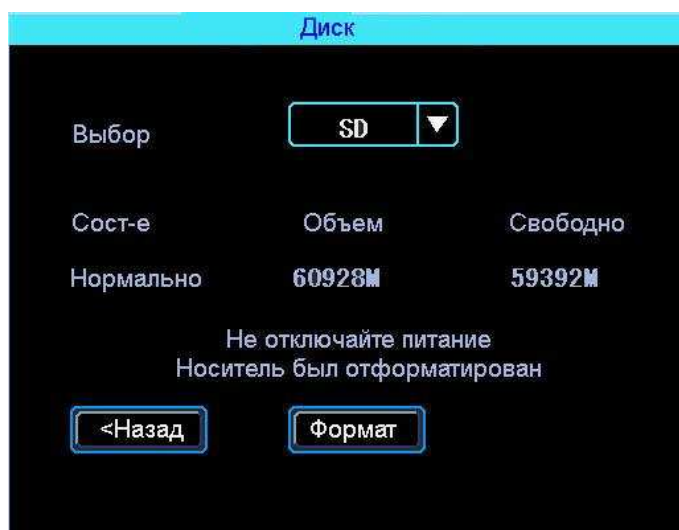 Диск
Выбор SD
Сост-е Объем Свободно
Нормально 60928M 59392M
Не отключайте питание
Носитель был отформатирован
<Назад Формат